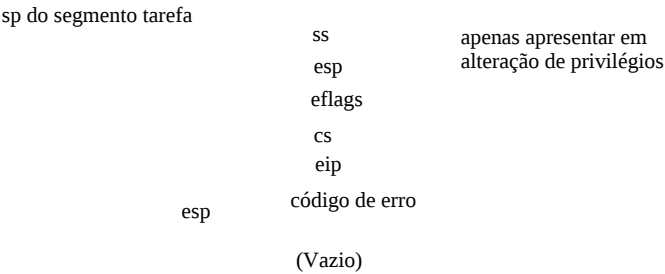 sp do segmento tarefa
ss
esp
eflags
cs
eip
código de erro
(Vazio)
apenas apresentar em
alteração de privilégios
esp